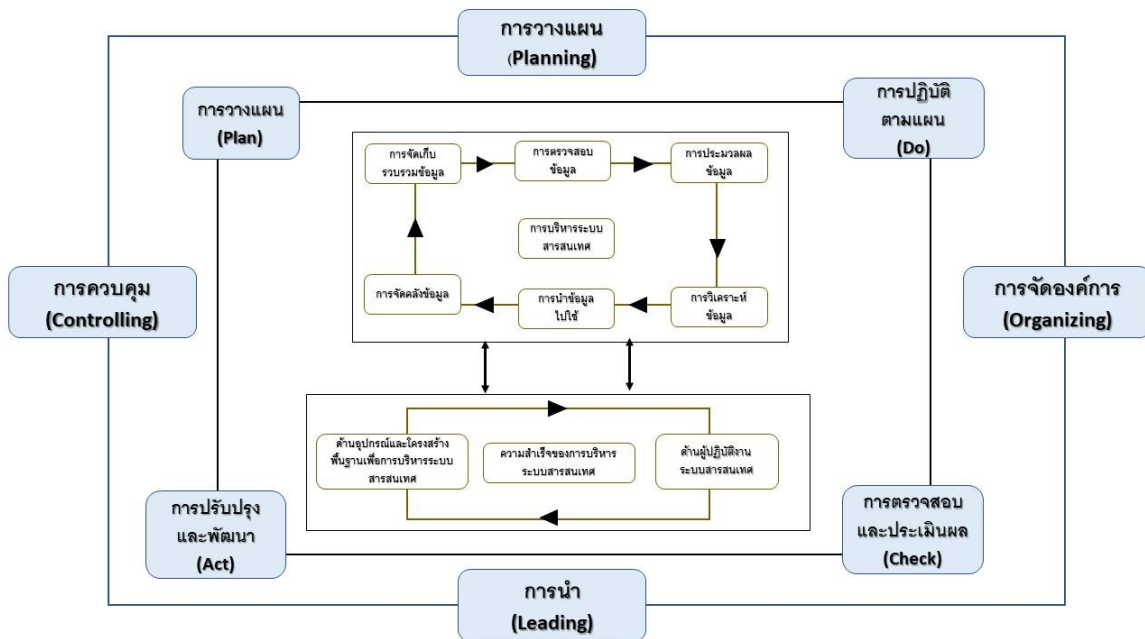 การวางแผน
(Planning)
การวางแผน
(Plan)
การปฏิบัติ
ตามแผน
(Do)
การจัดเก็บ
รวบรวมข้อมูล
การตรวจสอบ
ข้อมูล
การประมวลผล
ข้อมูล
การบริหารระบบ
สารสนเทศ
การควบคุม
(Controlling)
การจัดองค์การ
(Organizing)
การจัดคลังข้อมูล
การนำข้อมูล
ไปใช้
การวิเคราะห์
ข้อมูล
ด้านอุปกรณ์และโครงสร้าง
พื้นฐานเพื่อการบริหารระบบ
สารสนเทศ
ความสำเร็จของการบริหาร
ระบบสารสนเทศ
ด้านผู้ปฏิบัติงาน
ระบบสารสนเทศ
การปรับปรุง
และพัฒนา
(Act)
การตรวจสอบ
และประเมินผล
(Check)
การนำ
(Leading)